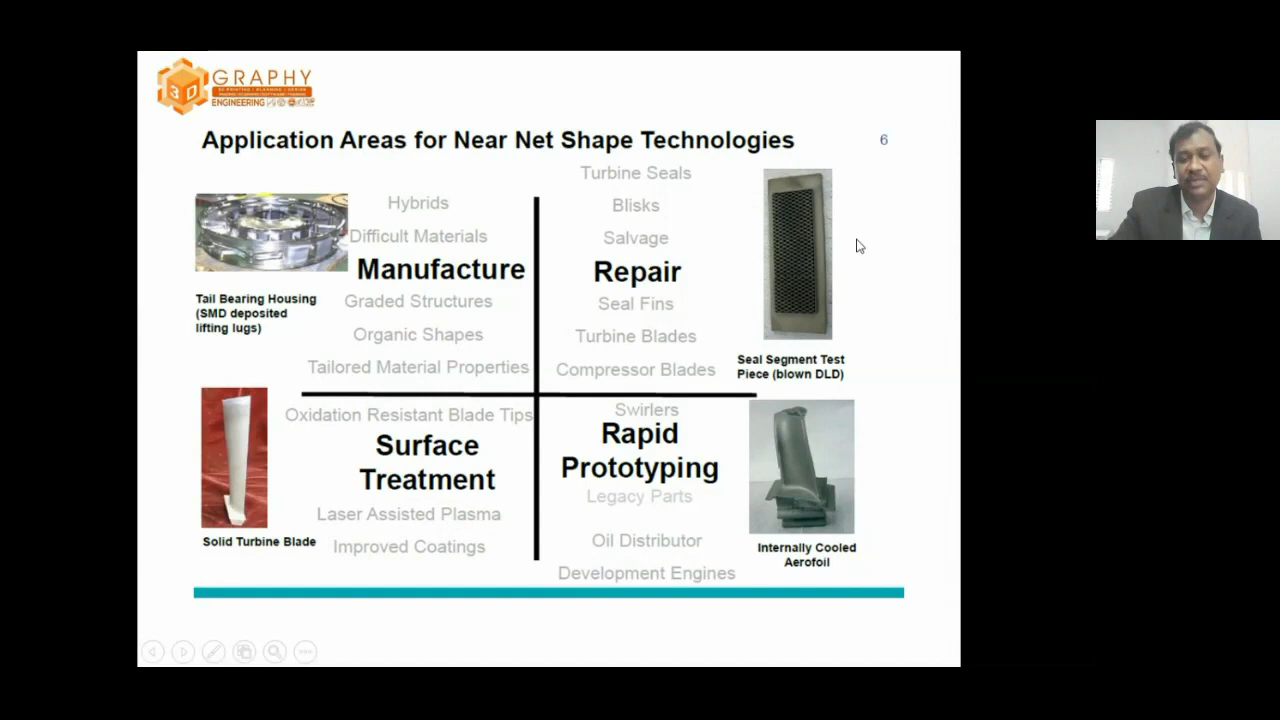 3D
GRAPHY
ENGINEERING
Application Areas for Near Net Shape Technologies
6
Hybrids
Difficult Materials
Manufacture
Graded Structures
Organic Shapes
Tailored Material Properties
Tail Bearing Housing
(SMD deposited
lifting lugs)
Turbine Seals
Blisks
Salvage
Repair
Seal Fins
Turbine Blades
Compressor Blades
Seal Segment Test
Piece (blown DLD)
Oxidation Resistant Blade Tips
Surface
Treatment
Laser Assisted Plasma
Improved Coatings
Solid Turbine Blade
Swirlers
Rapid
Prototyping
Legacy Parts
Oil Distributor
Development Engines
Internally Cooled
Aerofoil